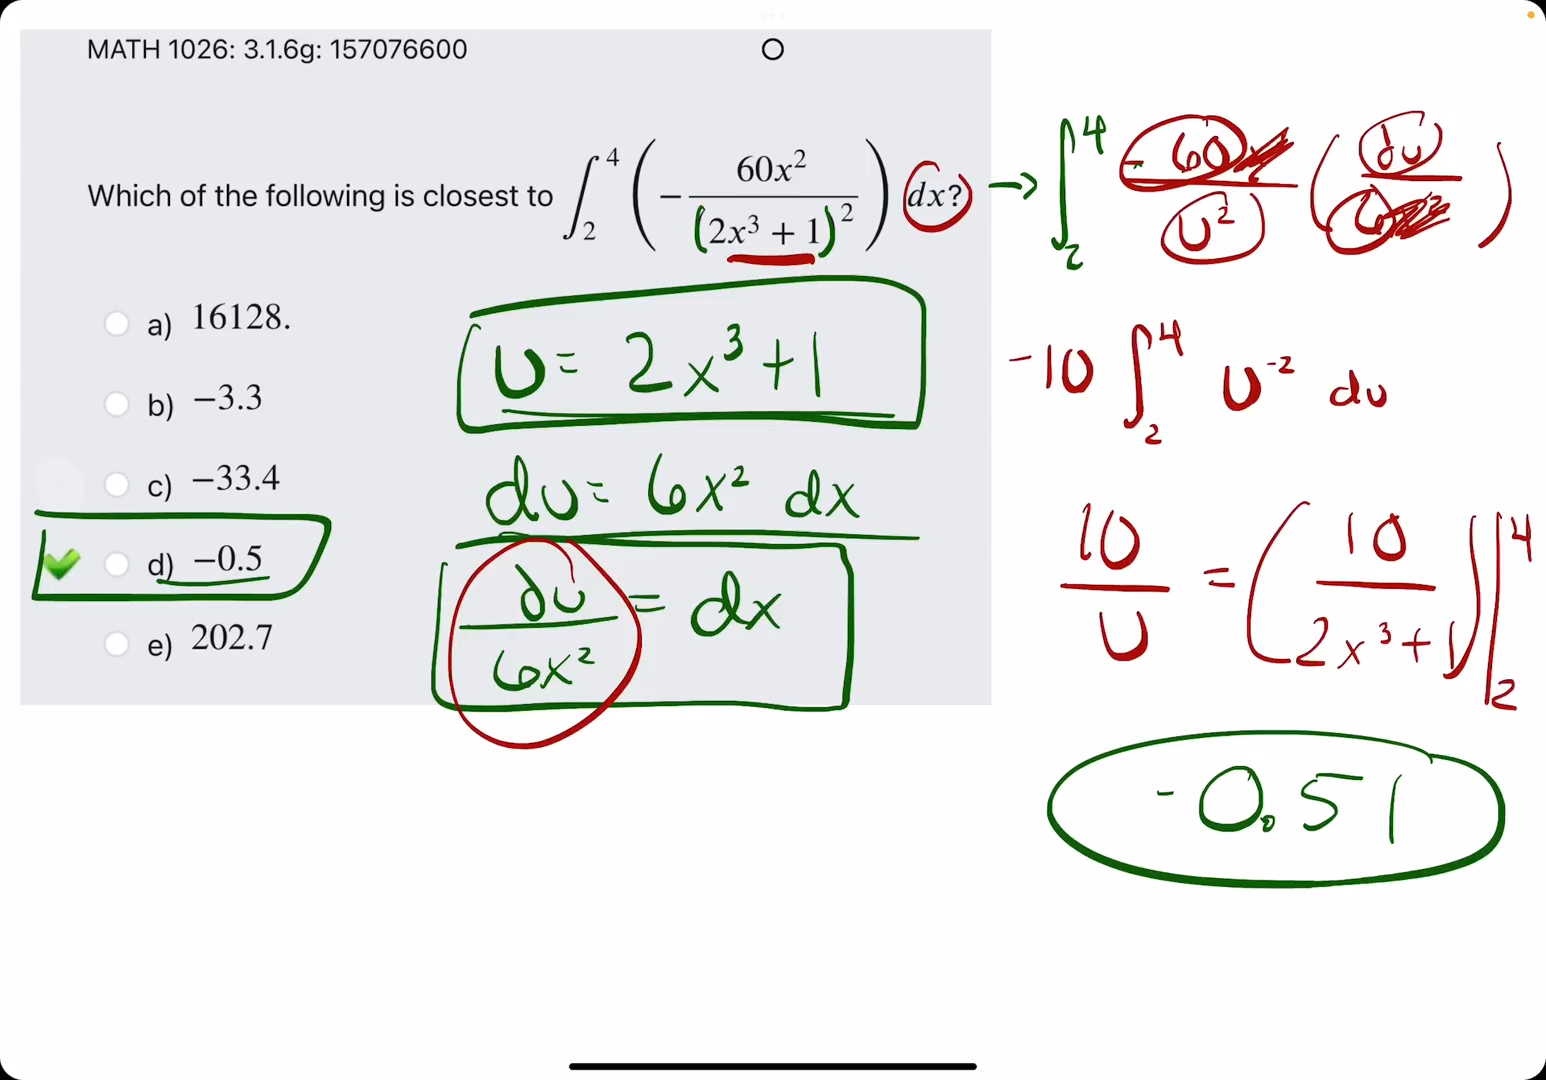 MATH 1026: 3.1.6g: 157076600
Which of the following is closest to ∫₂⁴ (− 60x² / (2x³ + 1)²) dx?
a) 16128.
b) −3.3
c) −33.4
d) −0.5
e) 202.7
U = 2x³+1
du = 6x² dx
du / 6x² = dx
→ ∫₂⁴ -60 / U² (du / 6)
-10 ∫₂⁴ U⁻² du
10 / U = (10 / 2x³+1) |₂⁴
-0.51